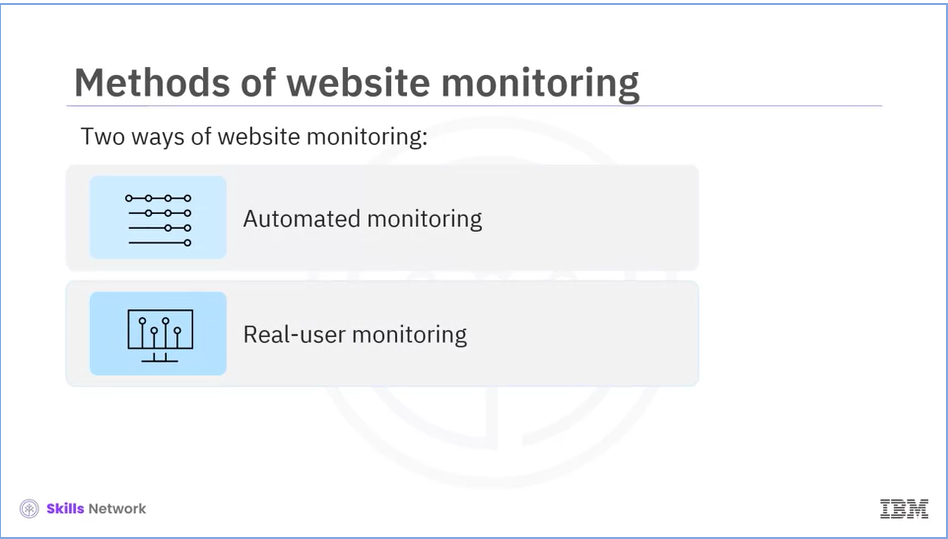 Methods of website monitoring
Two ways of website monitoring:
Automated monitoring
Real-user monitoring
Skills Network
IBM